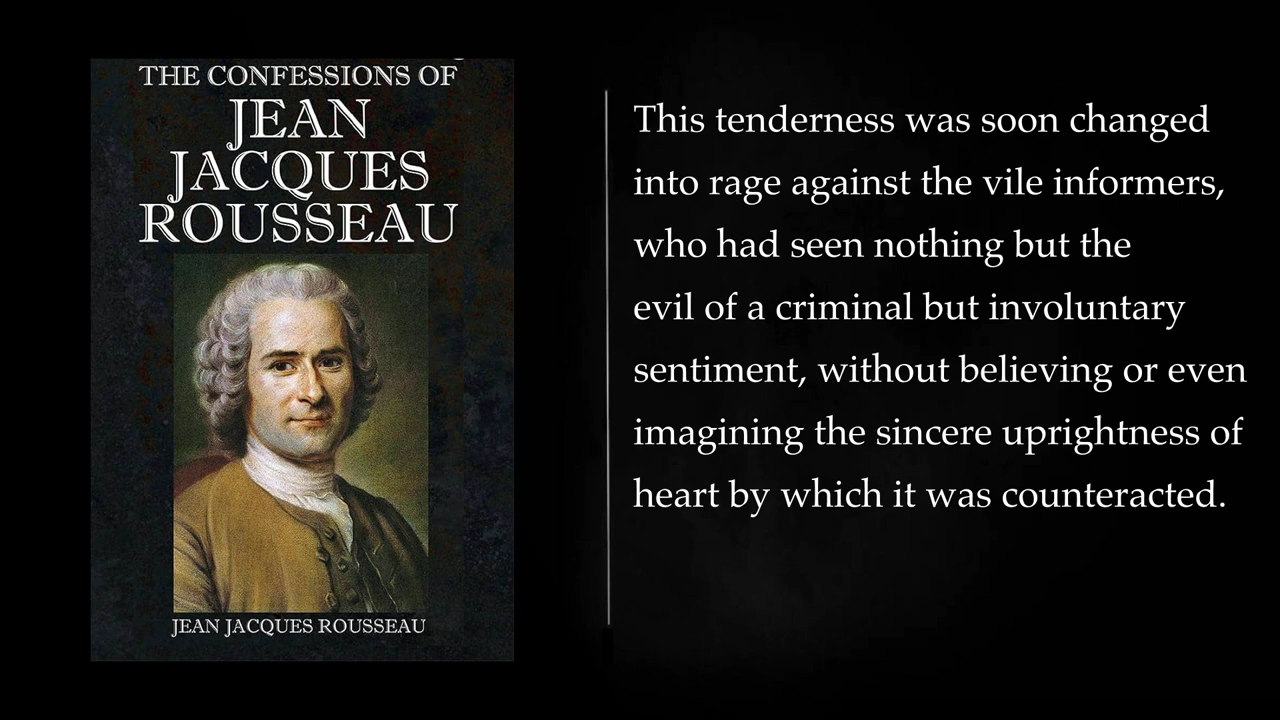 THE CONFESSIONS OF
JEAN
JACQUES
ROUSSEAU
JEAN JACQUES ROUSSEAU
This tenderness was soon changed
into rage against the vile informers,
who had seen nothing but the
evil of a criminal but involuntary
sentiment, without believing or even
imagining the sincere uprightness of
heart by which it was counteracted.